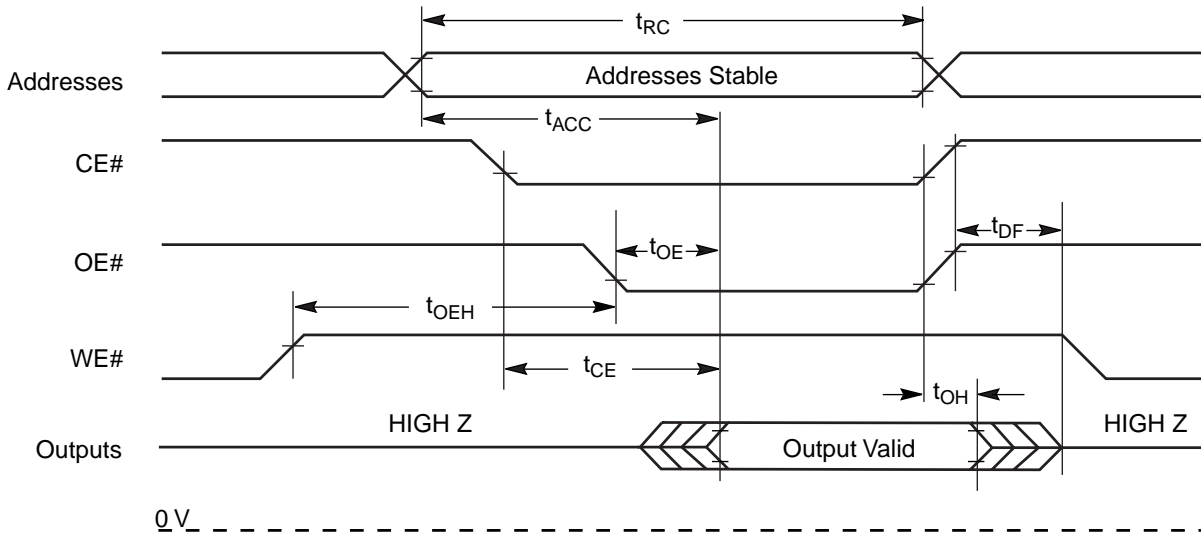 tRC
Addresses
Addresses Stable
tACC
CE#
OE#
tOE
tDF
tOEH
WE#
tCE
tOH
HIGH Z
HIGH Z
Outputs
Output Valid
0 V